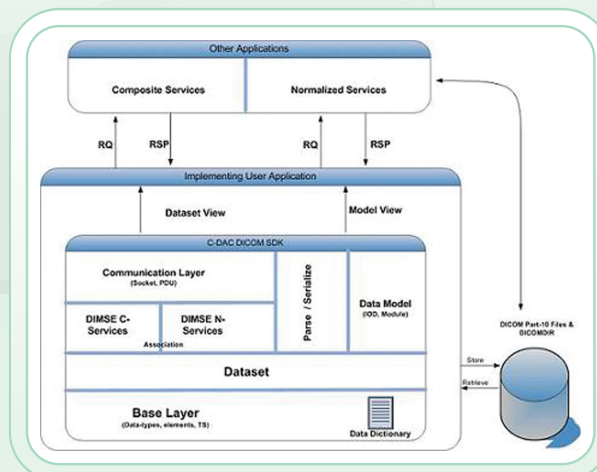 Other Applications
Composite Services
Normalized Services
RQ
RSP
RQ
RSP
Implementing User Application
Dataset View
Model View
C-DAC DICOM SDK
Communication Layer
(Socket, PDU)
Parse / Serialize
Data Model
(IOD, Module)
DIMSE C-
Services
DIMSE N-
Services
Association
Dataset
Base Layer
(Data-types, elements, TS)
Data Dictionary
DICOM Part-10 Files &
DICOMDIR
Store
Retrieve